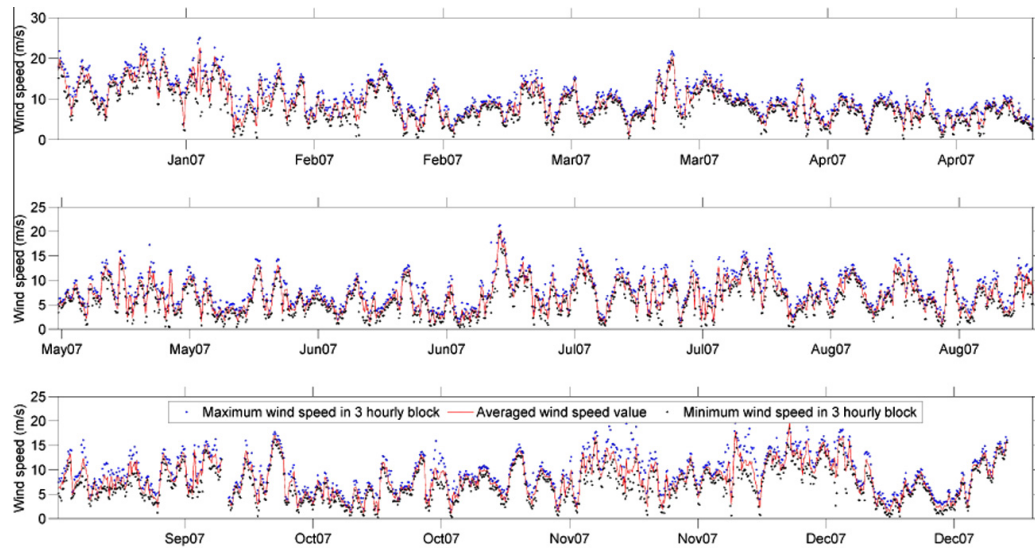 Wind speed (m/s)
30
20
10
0
Jan07 Feb07 Feb07 Mar07 Mar07 Apr07 Apr07
Wind speed (m/s)
25
20
15
10
5
0
May07 May07 Jun07 Jun07 Jul07 Jul07 Aug07 Aug07
Wind speed (m/s)
25
20
15
10
5
0
Maximum wind speed in 3 hourly block Averaged wind speed value Minimum wind speed in 3 hourly block
Sep07 Oct07 Oct07 Nov07 Nov07 Dec07 Dec07